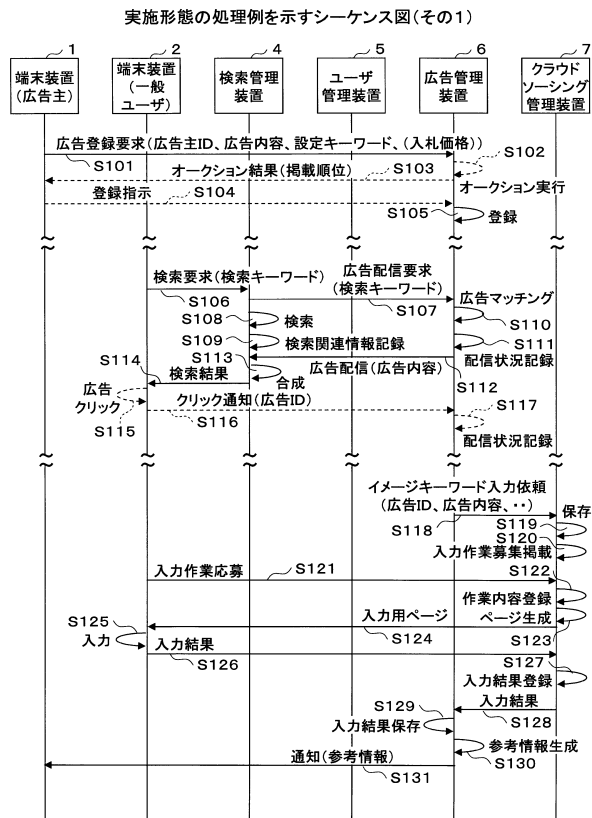 実施形態の処理例を示すシーケンス図(その1)
1
2
4
5
6
7
端末装置
(広告主)
端末装置
(一般
ユーザ)
検索管理
装置
ユーザ
管理装置
広告管理
装置
クラウド
ソーシング
管理装置
広告登録要求(広告主ID、広告内容、設定キーワード、(入札価格))
S101
S102
オークション結果(掲載順位)
S103
オークション実行
登録指示
S104
S105
登録
検索要求(検索キーワード)
S106
広告配信要求
(検索キーワード)
S107
広告マッチング
S108
検索
S110
S109
検索関連情報記録
S111
配信状況記録
S113
広告配信(広告内容)
S112
S114
検索結果
合成
広告
クリック
S115
クリック通知(広告ID)
S116
S117
配信状況記録
イメージキーワード入力依頼
(広告ID、広告内容、・・)
S118
保存
S119
S120
入力作業募集掲載
入力作業応募
S121
S122
作業内容登録
入力用ページ
S124
ページ生成
S123
S125
入力
入力結果
S126
S127
入力結果登録
入力結果
S128
S129
入力結果保存
参考情報生成
S130
通知(参考情報)
S131